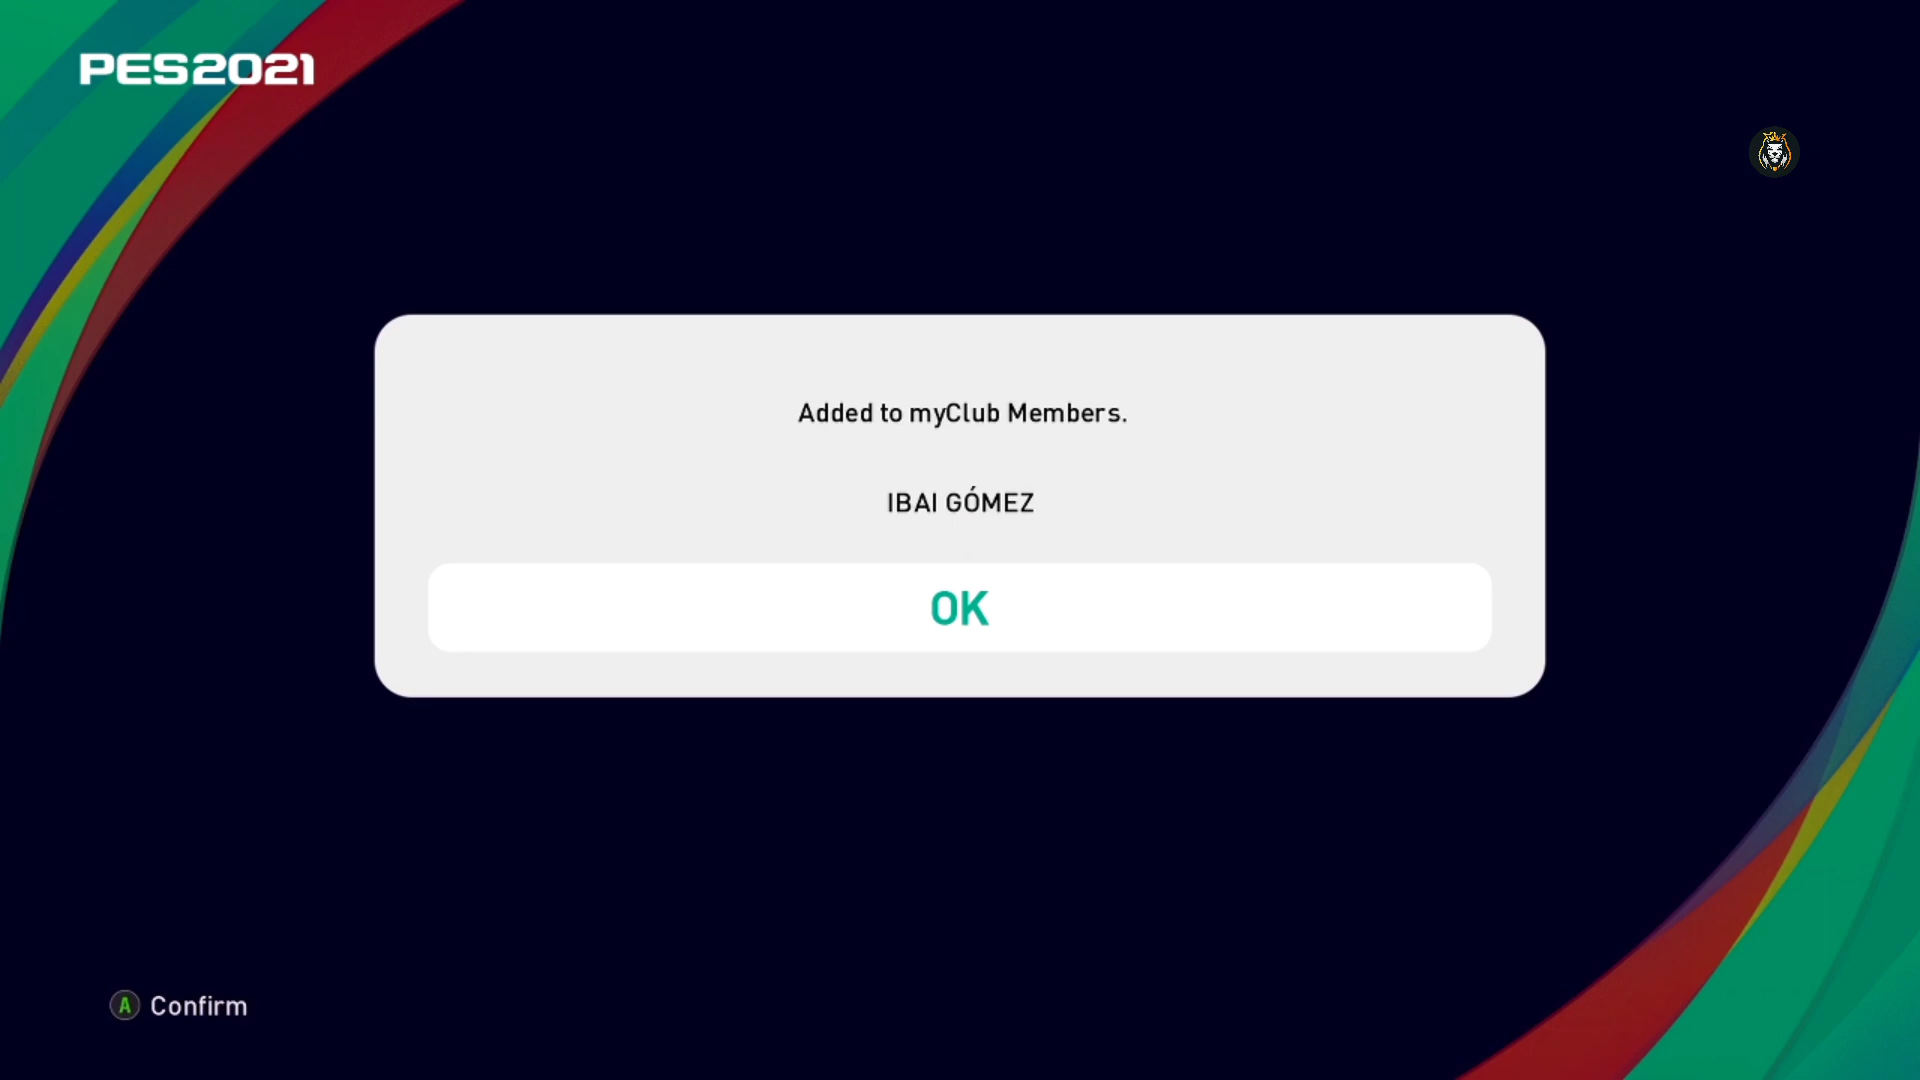 PES2021
Added to myClub Members.
IBAI GÓMEZ
OK
A Confirm